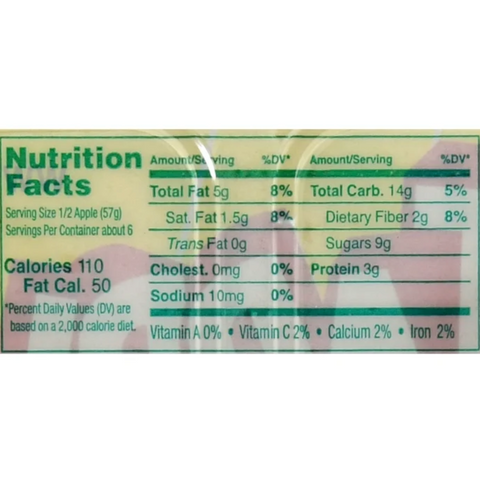 Nutrition
Facts
Serving Size 1/2 Apple (57g)
Servings Per Container about 6
Calories 110
Fat Cal. 50
*Percent Daily Values (DV) are
based on a 2,000 calorie diet.
Amount/Serving %DV*
Total Fat 5g 8%
Sat. Fat 1.5g 8%
Trans Fat 0g
Cholest. 0mg 0%
Sodium 10mg 0%
Amount/Serving %DV*
Total Carb. 14g 5%
Dietary Fiber 2g 8%
Sugars 9g
Protein 3g
Vitamin A 0% • Vitamin C 2% • Calcium 2% • Iron 2%